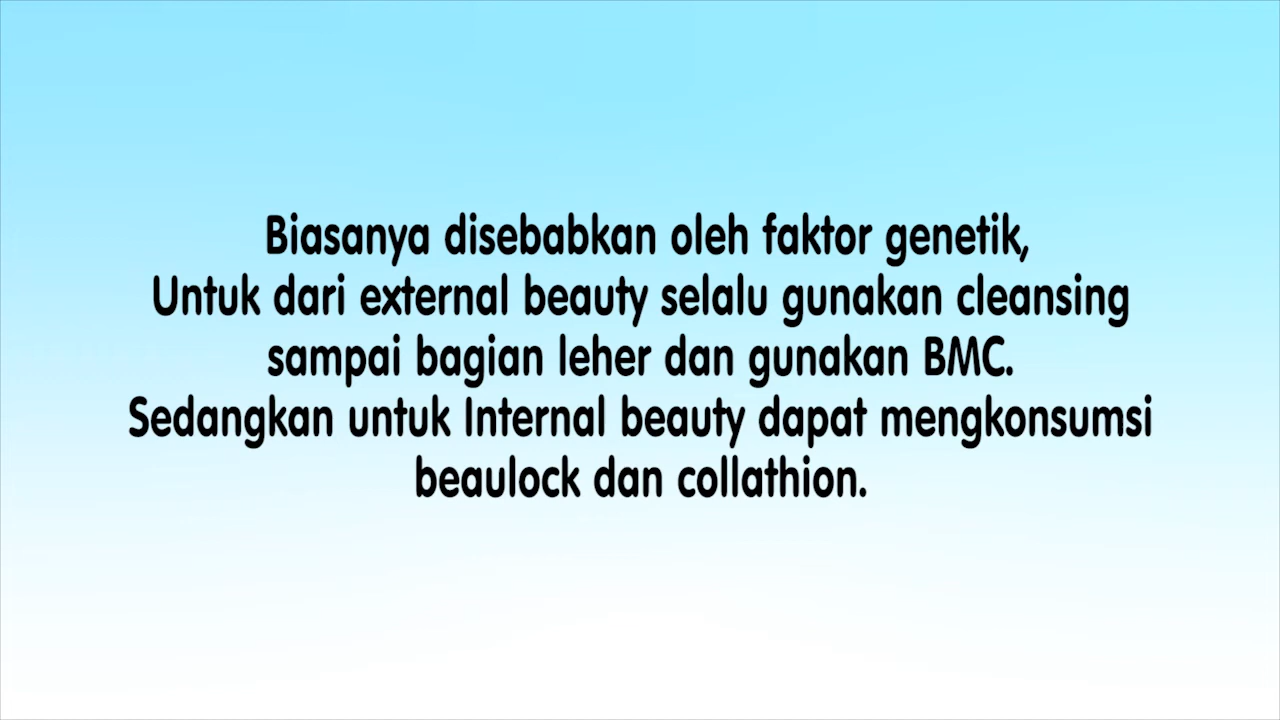 Biasanya disebabkan oleh faktor genetik,
Untuk dari external beauty selalu gunakan cleansing
sampai bagian leher dan gunakan BMC.
Sedangkan untuk Internal beauty dapat mengkonsumsi
beaulock dan collathion.